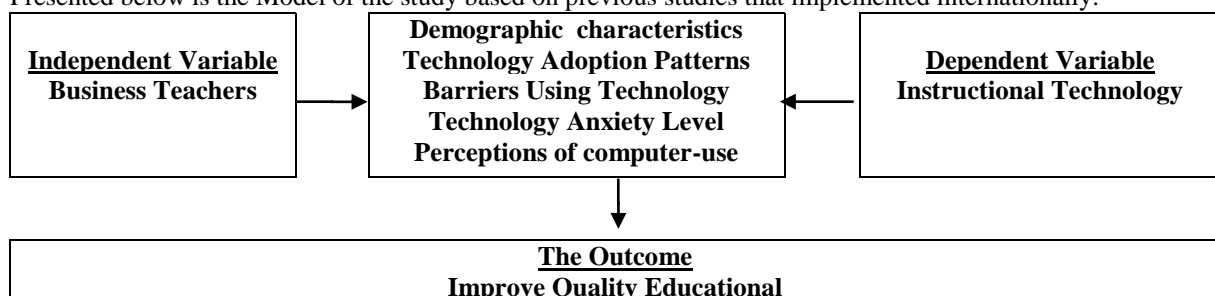 Presented below is the Model of the study based on previous studies that implemented internationally.
Independent Variable
Business Teachers
Demographic characteristics
Technology Adoption Patterns
Barriers Using Technology
Technology Anxiety Level
Perceptions of computer-use
Dependent Variable
Instructional Technology
The Outcome
Improve Quality Educational